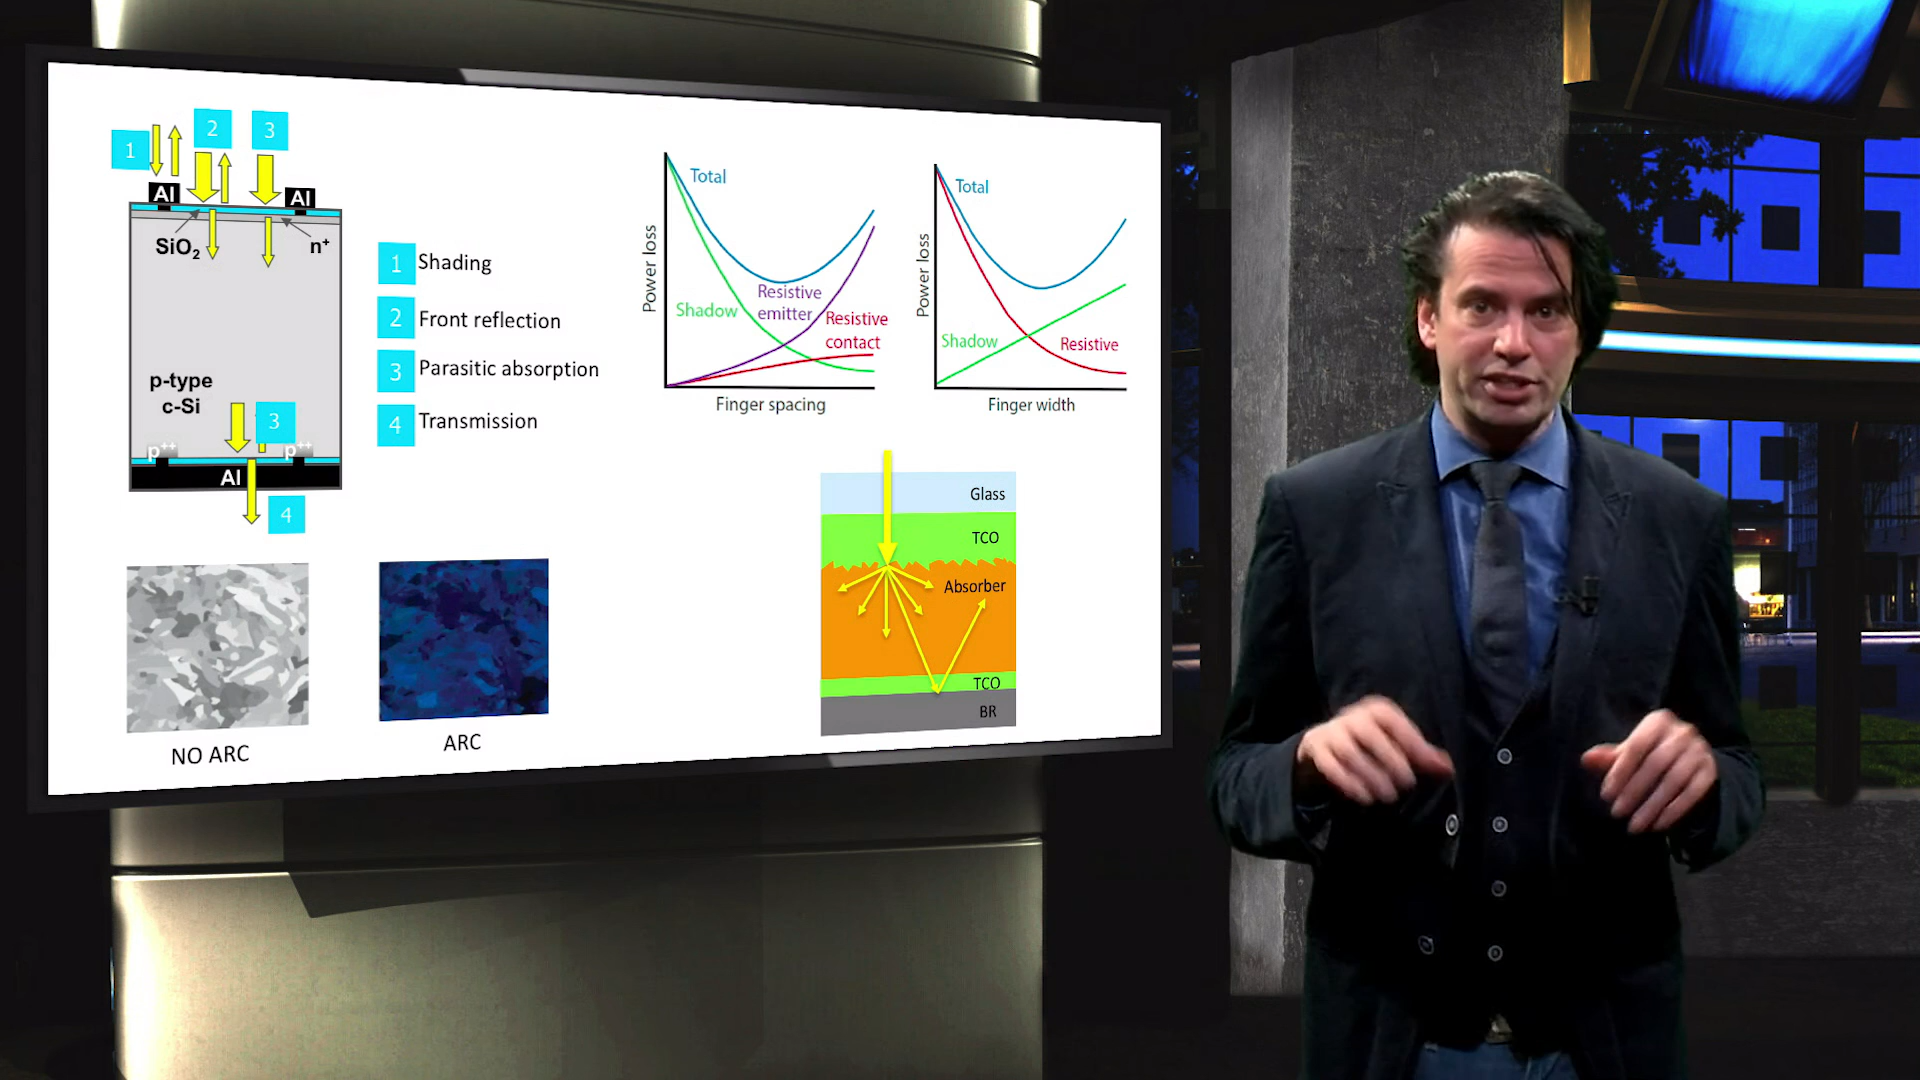 1
2
3
Al
Al
SiO2
n+
p-type
c-Si
3
p++
p++
Al
4
1 Shading
2 Front reflection
3 Parasitic absorption
4 Transmission
NO ARC
ARC
Power loss
Total
Shadow
Resistive
emitter
Resistive
contact
Finger spacing
Power loss
Total
Shadow
Resistive
Finger width
Glass
TCO
Absorber
TCO
BR